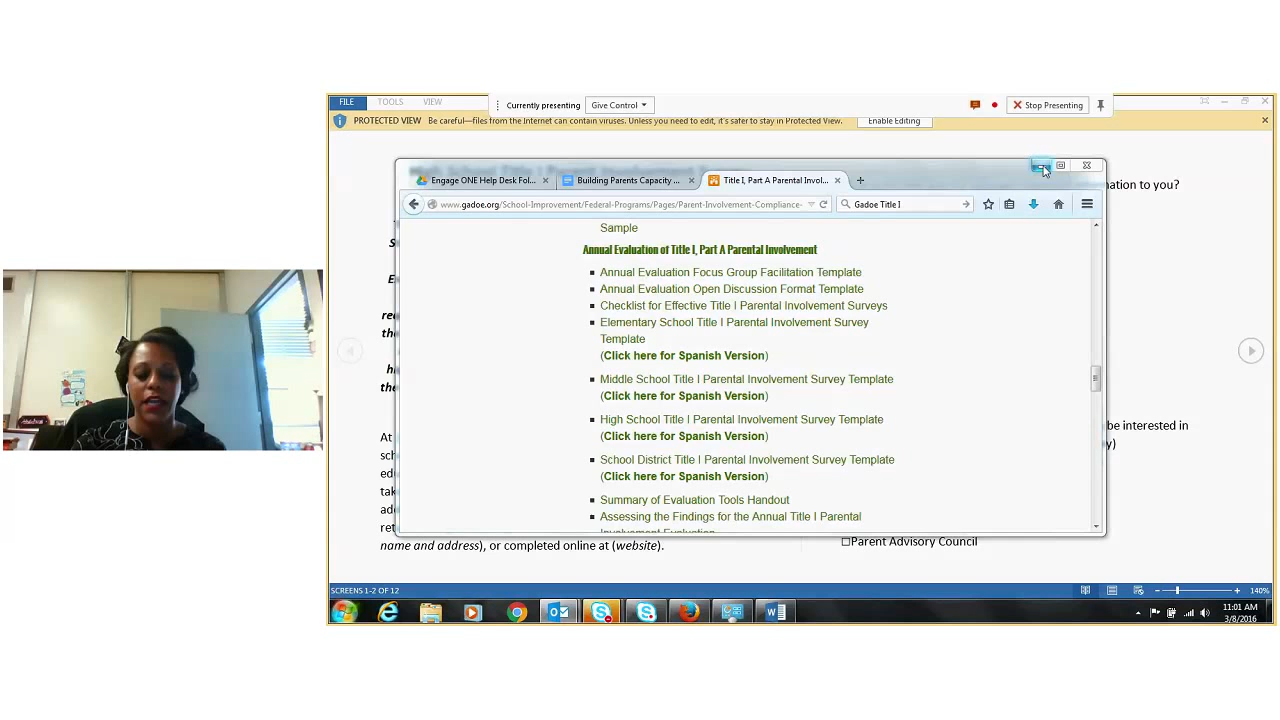 FILE TOOLS VIEW
Currently presenting Give Control Stop Presenting
PROTECTED VIEW Be careful—files from the Internet can contain viruses. Unless you need to edit, it's safer to stay in Protected View. Enable Editing
mation to you?
Engage ONE Help Desk Fol... Building Parents Capacity ... Title I, Part A Parental Invol...
www.gadoe.org/School-Improvement/Federal-Programs/Pages/Parent-Involvement-Compliance- Gadoe Title I
Sample
Annual Evaluation of Title I, Part A Parental Involvement
Annual Evaluation Focus Group Facilitation Template
Annual Evaluation Open Discussion Format Template
Checklist for Effective Title I Parental Involvement Surveys
Elementary School Title I Parental Involvement Survey
Template
(Click here for Spanish Version)
Middle School Title I Parental Involvement Survey Template
(Click here for Spanish Version)
High School Title I Parental Involvement Survey Template
(Click here for Spanish Version)
School District Title I Parental Involvement Survey Template
(Click here for Spanish Version)
Summary of Evaluation Tools Handout
Assessing the Findings for the Annual Title I Parental
Involvement Evaluation
be interested in
At
name and address), or completed online at (website).
Parent Advisory Council
SCREENS 1-2 OF 12 140%
11:01 AM
3/8/2016